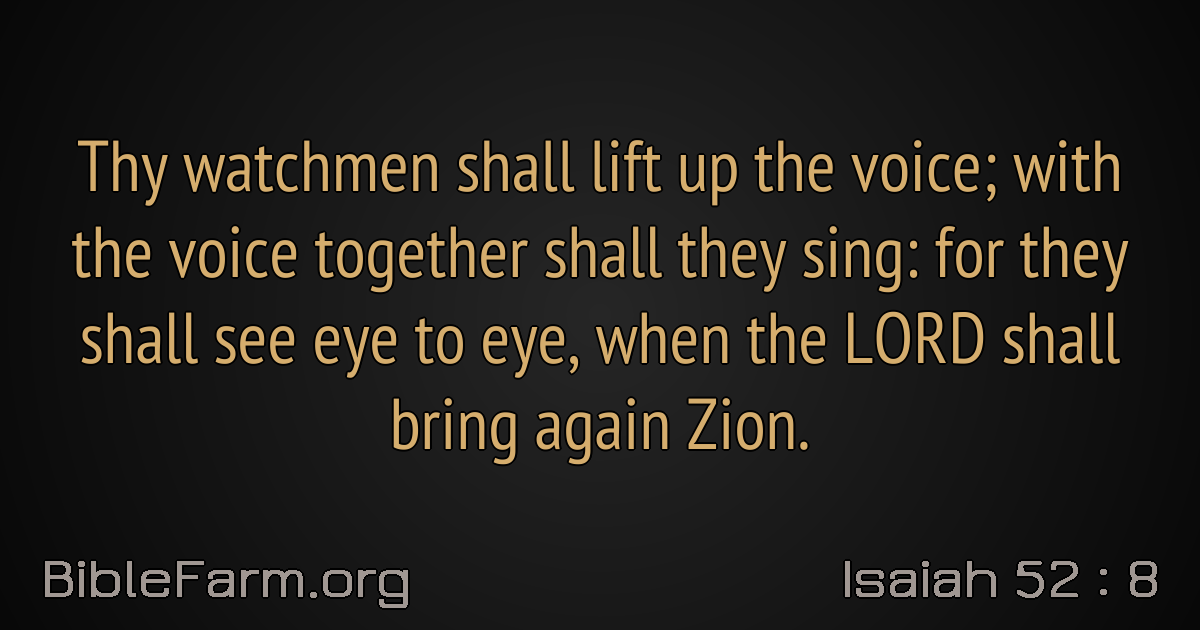 Thy watchmen shall lift up the voice; with
the voice together shall they sing: for they
shall see eye to eye, when the LORD shall
bring again Zion.
BibleFarm.org
Isaiah 52 : 8